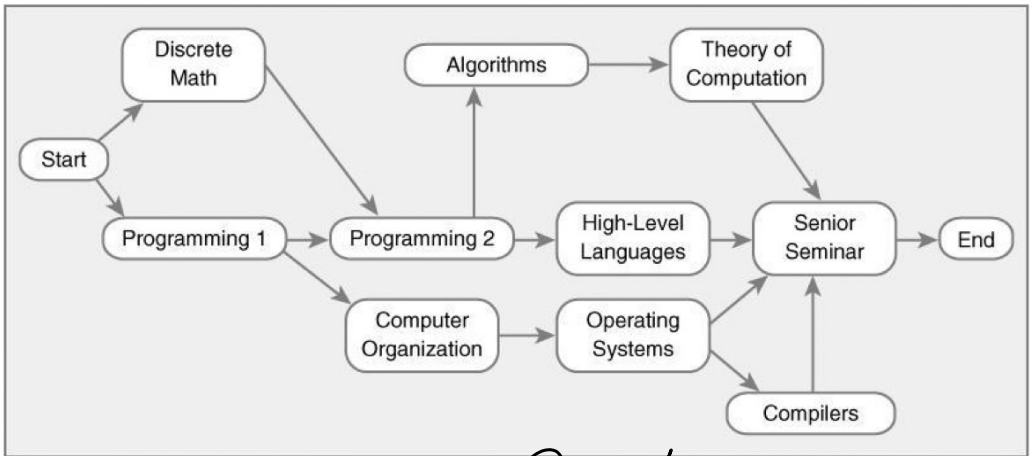 Discrete
Math
Algorithms
Theory of
Computation
Start
Programming 1
Programming 2
High-Level
Languages
Senior
Seminar
End
Computer
Organization
Operating
Systems
Compilers